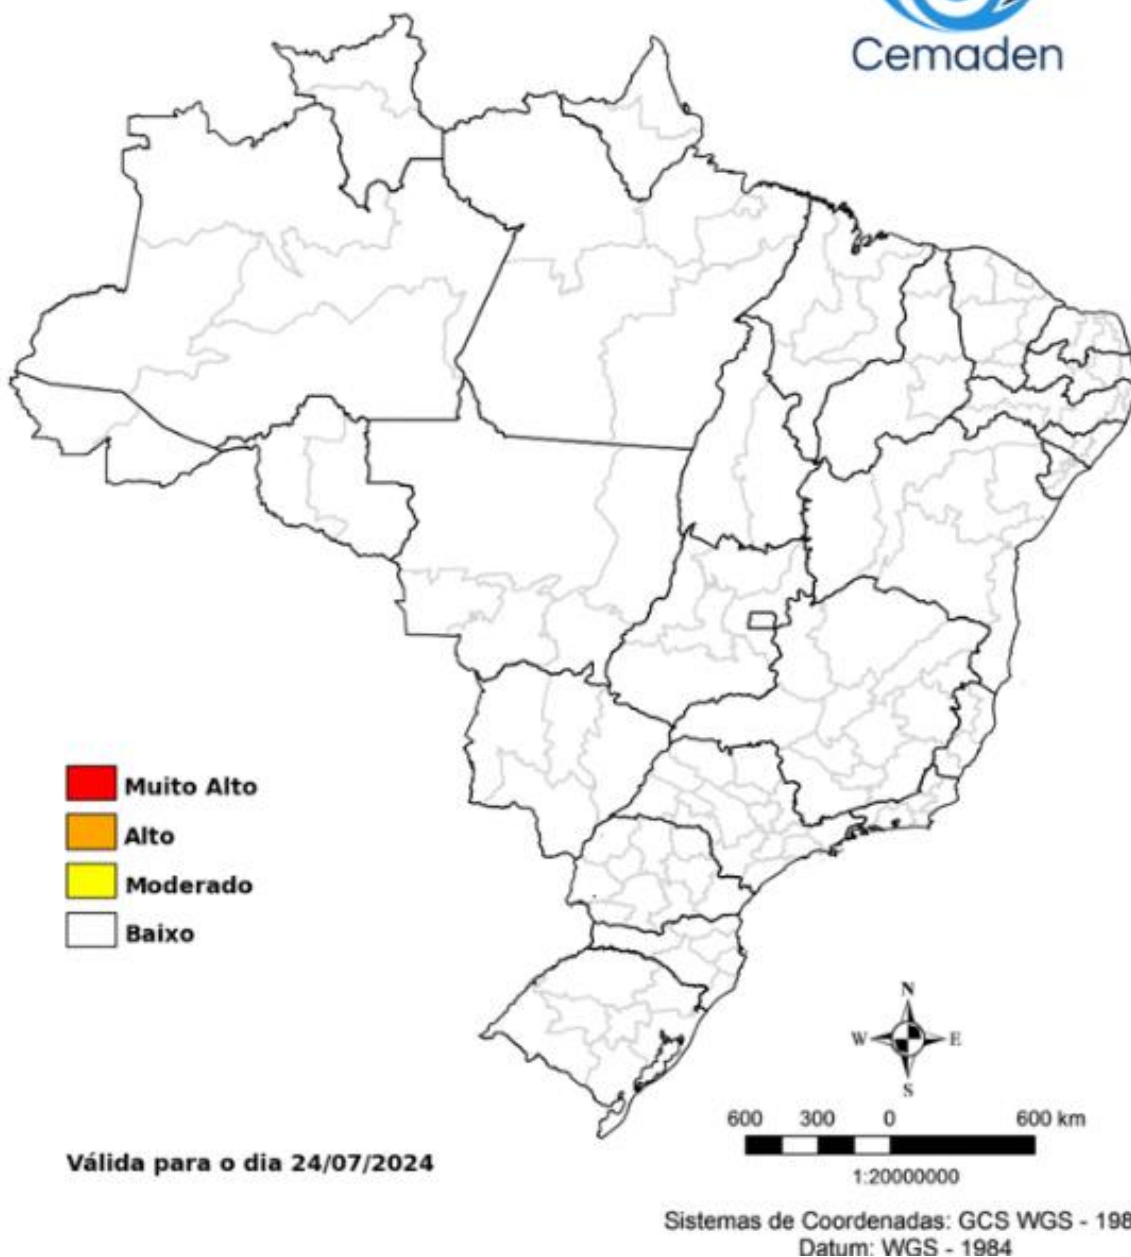 Cemaden
Muito Alto
Alto
Moderado
Baixo
N
W E
S
600 300 0 600 km
1:20000000
Válida para o dia 24/07/2024
Sistemas de Coordenadas: GCS WGS - 198
Datum: WGS - 1984